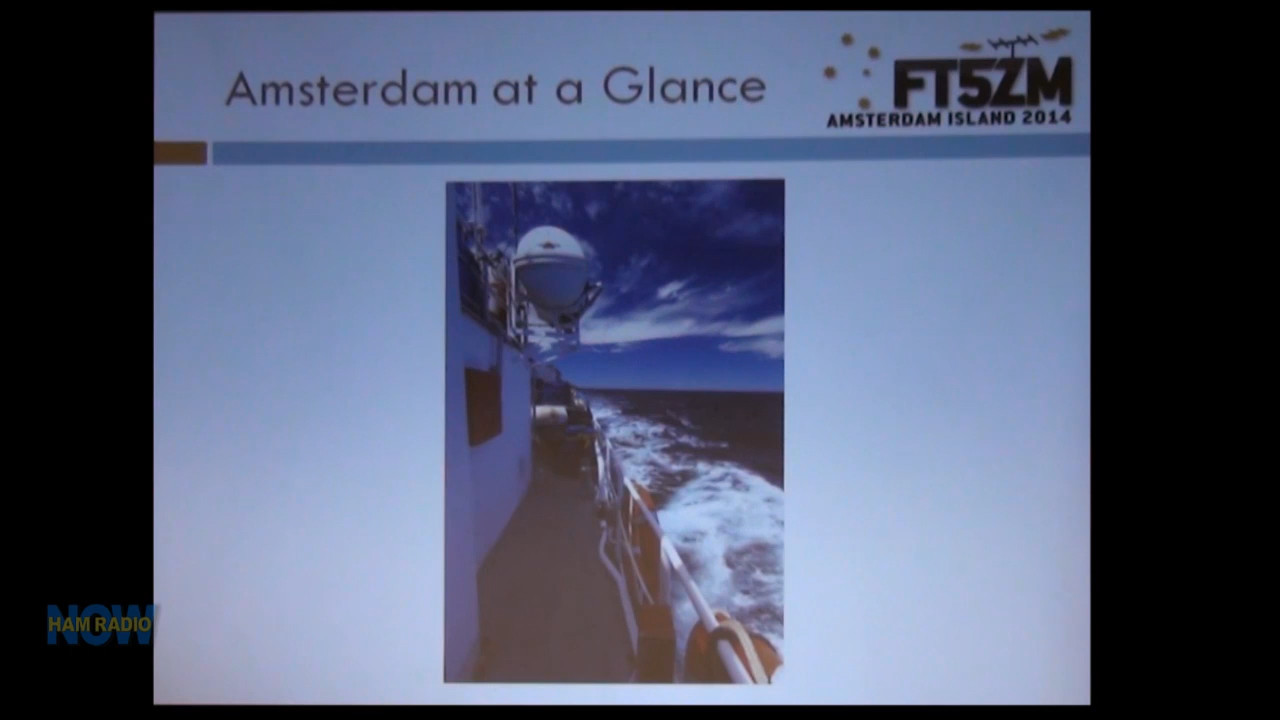 Amsterdam at a Glance
FT5ZM
AMSTERDAM ISLAND 2014
NOW
HAM RADIO